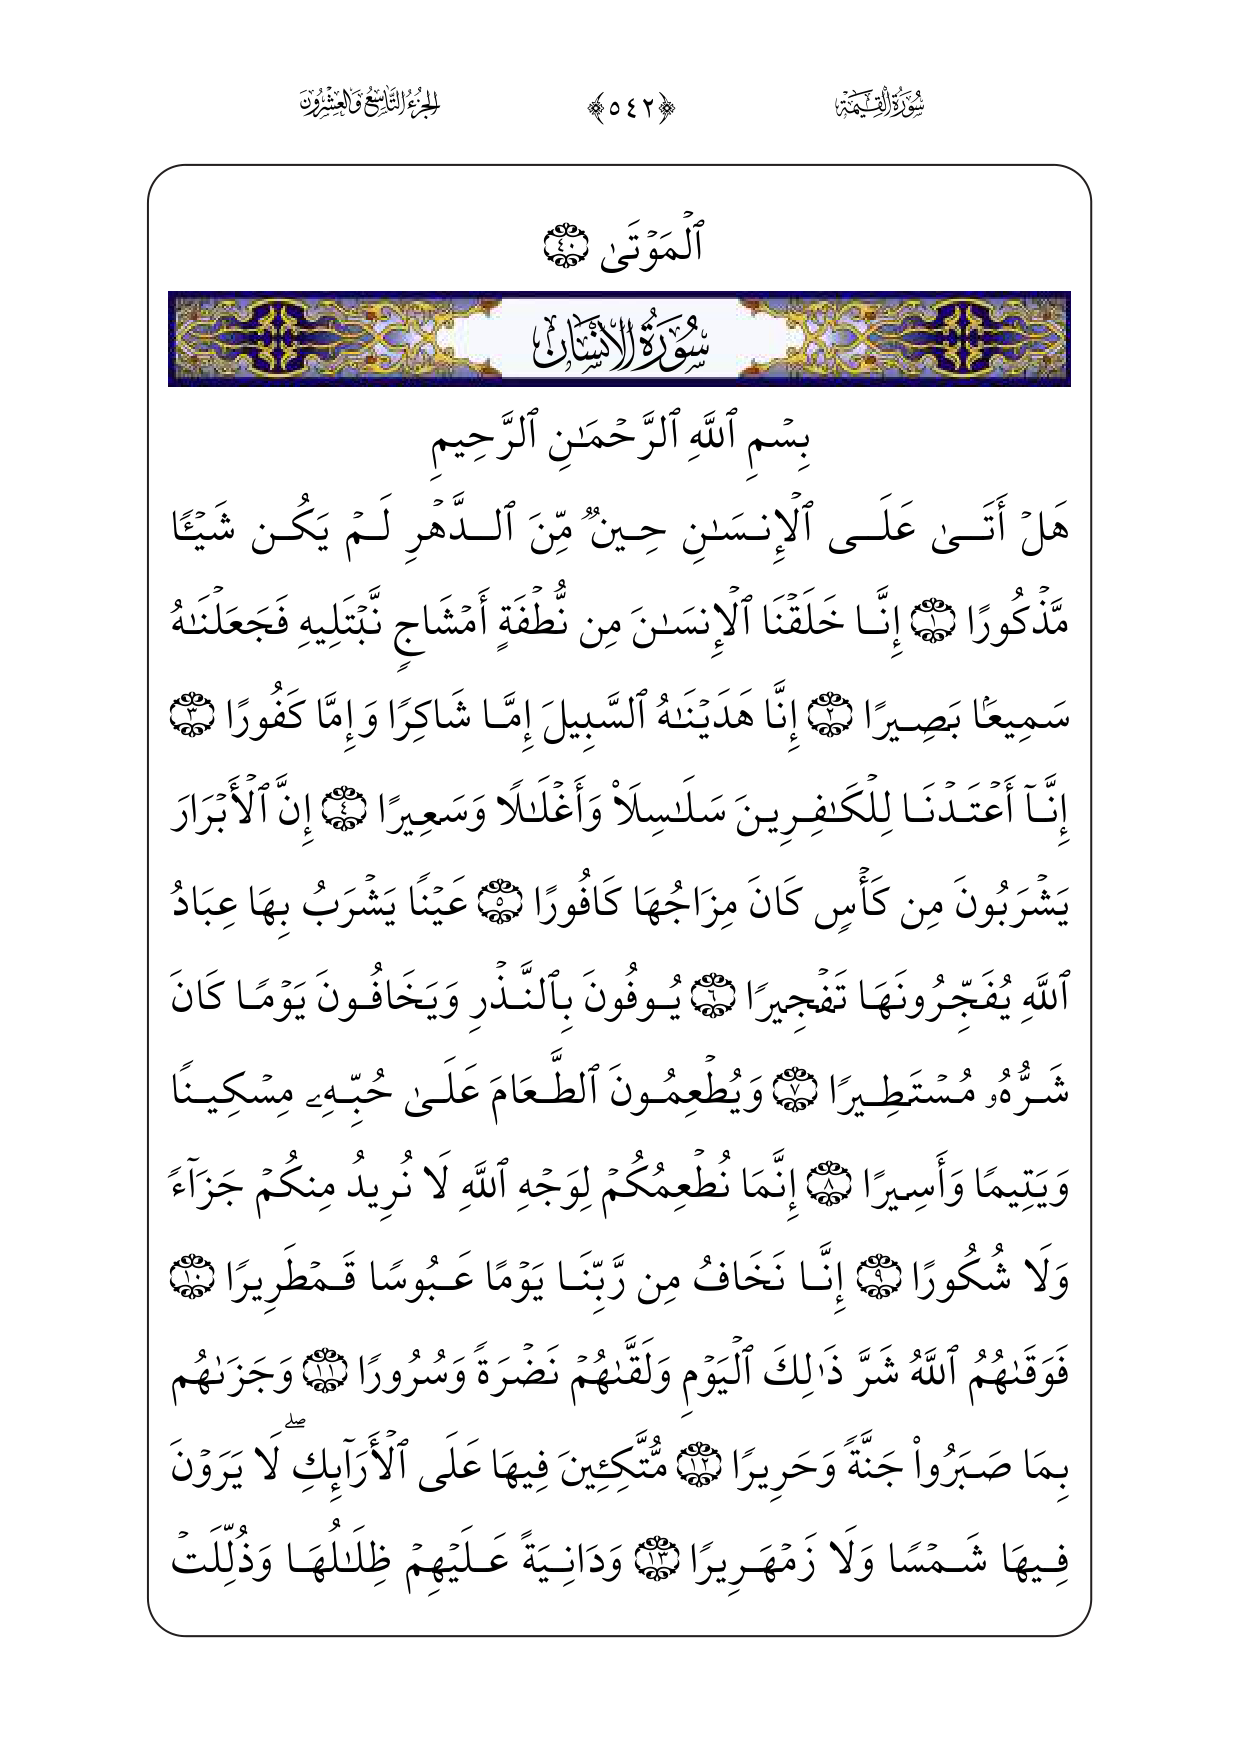 سُورَةُ القِيَامَة ﴿٥٤٢﴾ الجُزْءُ التَّاسِعُ وَالعِشْرُونَ
ٱلْمَوْتَىٰ ٤٠
سُورَةُ الإِنسَان
بِسْمِ ٱللَّهِ ٱلرَّحْمَـٰنِ ٱلرَّحِيمِ
هَلْ أَتَىٰ عَلَى ٱلْإِنسَـٰنِ حِينٌ مِّنَ ٱلدَّهْرِ لَمْ يَكُن شَيْـًٔا
مَّذْكُورًا ١ إِنَّا خَلَقْنَا ٱلْإِنسَـٰنَ مِن نُّطْفَةٍ أَمْشَاجٍ نَّبْتَلِيهِ فَجَعَلْنَـٰهُ
سَمِيعًۢا بَصِيرًا ٢ إِنَّا هَدَيْنَـٰهُ ٱلسَّبِيلَ إِمَّا شَاكِرًا وَإِمَّا كَفُورًا ٣
إِنَّآ أَعْتَدْنَا لِلْكَـٰفِرِينَ سَلَـٰسِلَا۟ وَأَغْلَـٰلًا وَسَعِيرًا ٤ إِنَّ ٱلْأَبْرَارَ
يَشْرَبُونَ مِن كَأْسٍ كَانَ مِزَاجُهَا كَافُورًا ٥ عَيْنًا يَشْرَبُ بِهَا عِبَادُ
ٱللَّهِ يُفَجِّرُونَهَا تَفْجِيرًا ٦ يُوفُونَ بِٱلنَّذْرِ وَيَخَافُونَ يَوْمًا كَانَ
شَرُّهُۥ مُسْتَطِيرًا ٧ وَيُطْعِمُونَ ٱلطَّعَامَ عَلَىٰ حُبِّهِۦ مِسْكِينًا
وَيَتِيمًا وَأَسِيرًا ٨ إِنَّمَا نُطْعِمُكُمْ لِوَجْهِ ٱللَّهِ لَا نُرِيدُ مِنكُمْ جَزَآءً
وَلَا شُكُورًا ٩ إِنَّا نَخَافُ مِن رَّبِّنَا يَوْمًا عَبُوسًا قَمْطَرِيرًا ١٠
فَوَقَىٰهُمُ ٱللَّهُ شَرَّ ذَٰلِكَ ٱلْيَوْمِ وَلَقَّىٰهُمْ نَضْرَةً وَسُرُورًا ١١ وَجَزَىٰهُم
بِمَا صَبَرُوا۟ جَنَّةً وَحَرِيرًا ١٢ مُّتَّكِـِٔينَ فِيهَا عَلَى ٱلْأَرَآئِكِ ۖ لَا يَرَوْنَ
فِيهَا شَمْسًا وَلَا زَمْهَرِيرًا ١٣ وَدَانِيَةً عَلَيْهِمْ ظِلَـٰلُهَا وَذُلِّلَتْ